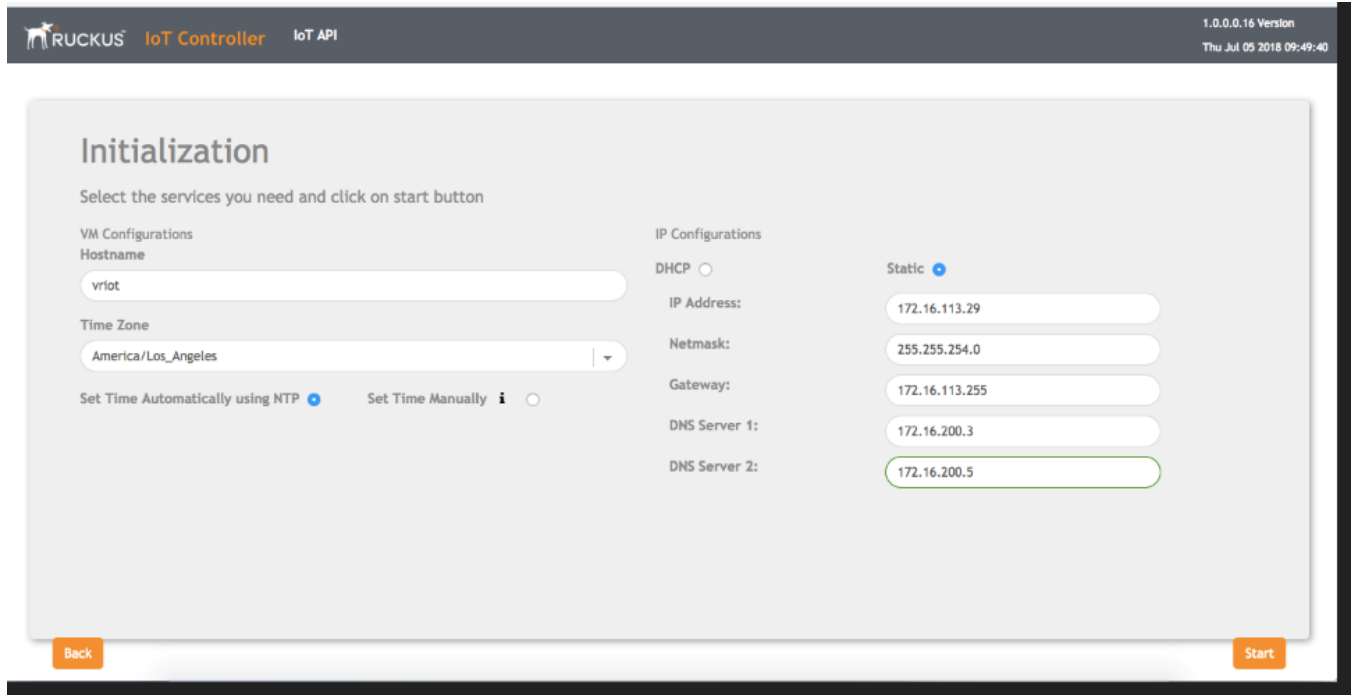 RUCKUS IoT Controller IoT API
1.0.0.0.16 Version
Thu Jul 05 2018 09:49:40
Initialization
Select the services you need and click on start button
VM Configurations
Hostname
vriot
Time Zone
America/Los_Angeles
Set Time Automatically using NTP Set Time Manually i
IP Configurations
DHCP Static
IP Address: 172.16.113.29
Netmask: 255.255.254.0
Gateway: 172.16.113.255
DNS Server 1: 172.16.200.3
DNS Server 2: 172.16.200.5
Back Start